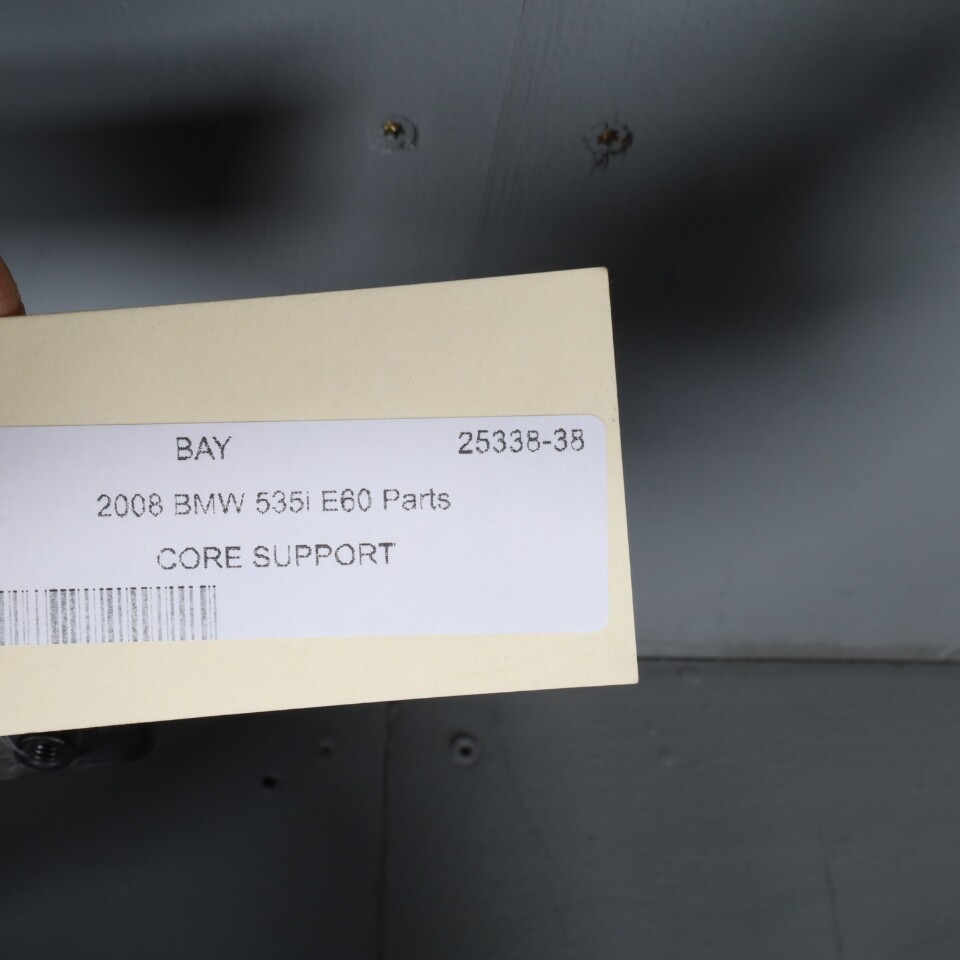 BAY 25338-38
2008 BMW 535i E60 Parts
CORE SUPPORT